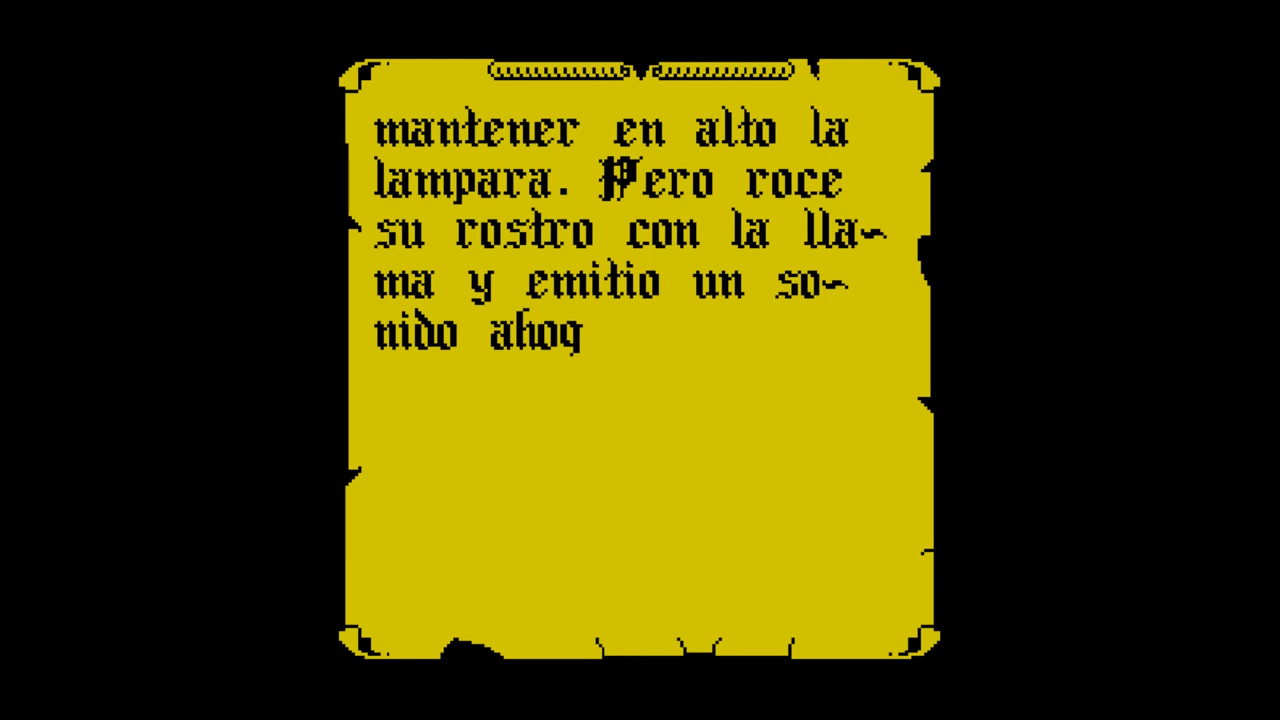 mantener en alto la
lampara. Pero roce
su rostro con la lla-
ma y emitio un so-
nido ahog